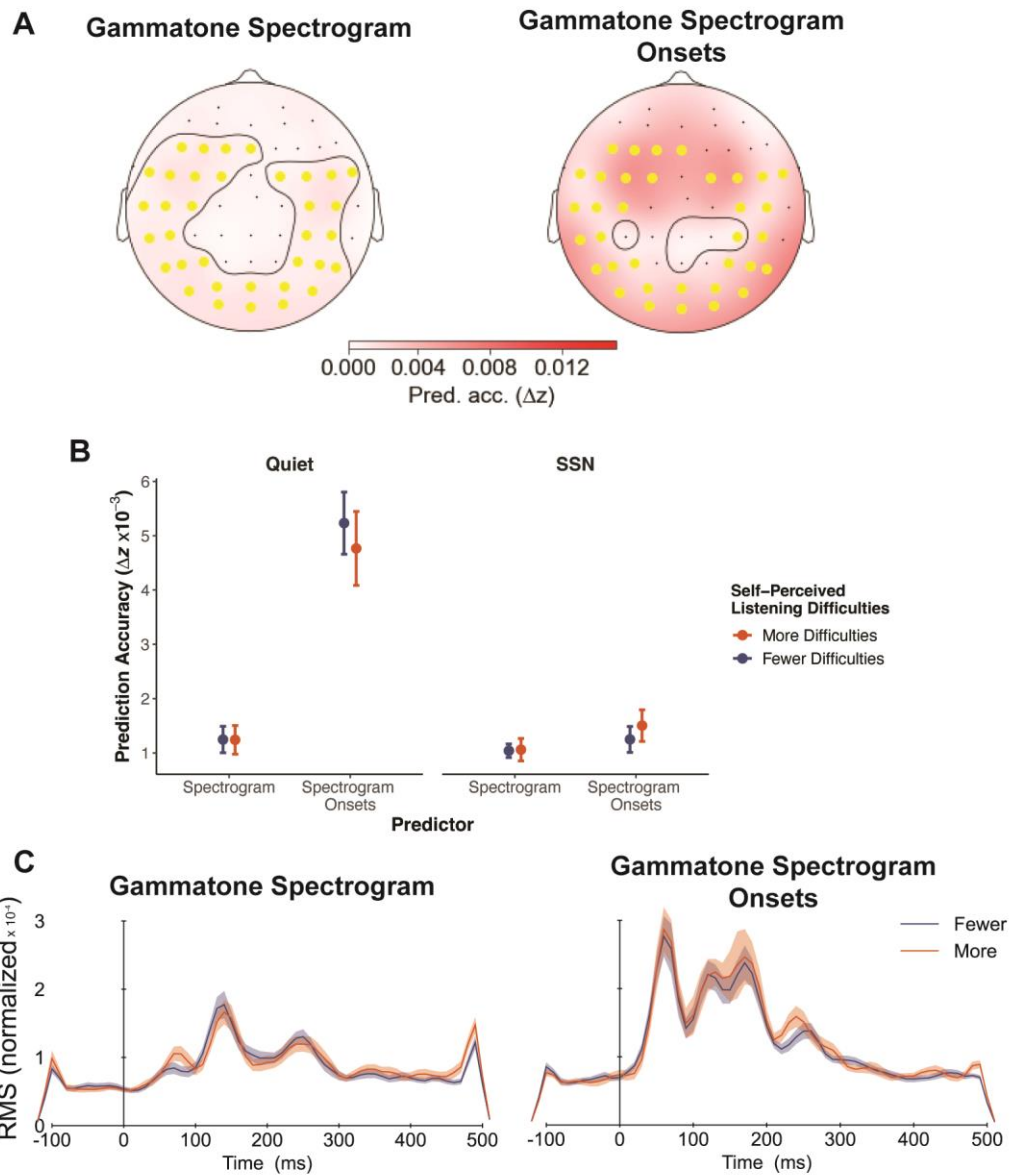 A
Gammatone Spectrogram
Gammatone Spectrogram
Onsets
0.000 0.004 0.008 0.012
Pred. acc. (Δz)
B
Quiet
SSN
Prediction Accuracy (Δz x10⁻³)
6
5
4
3
2
1
Spectrogram
Spectrogram
Onsets
Spectrogram
Spectrogram
Onsets
Predictor
Self–Perceived
Listening Difficulties
More Difficulties
Fewer Difficulties
C
Gammatone Spectrogram
Gammatone Spectrogram
Onsets
Fewer
More
RMS (normalized x 10⁻⁴)
3
2
1
0
-100 0 100 200 300 400 500
Time (ms)
-100 0 100 200 300 400 500
Time (ms)